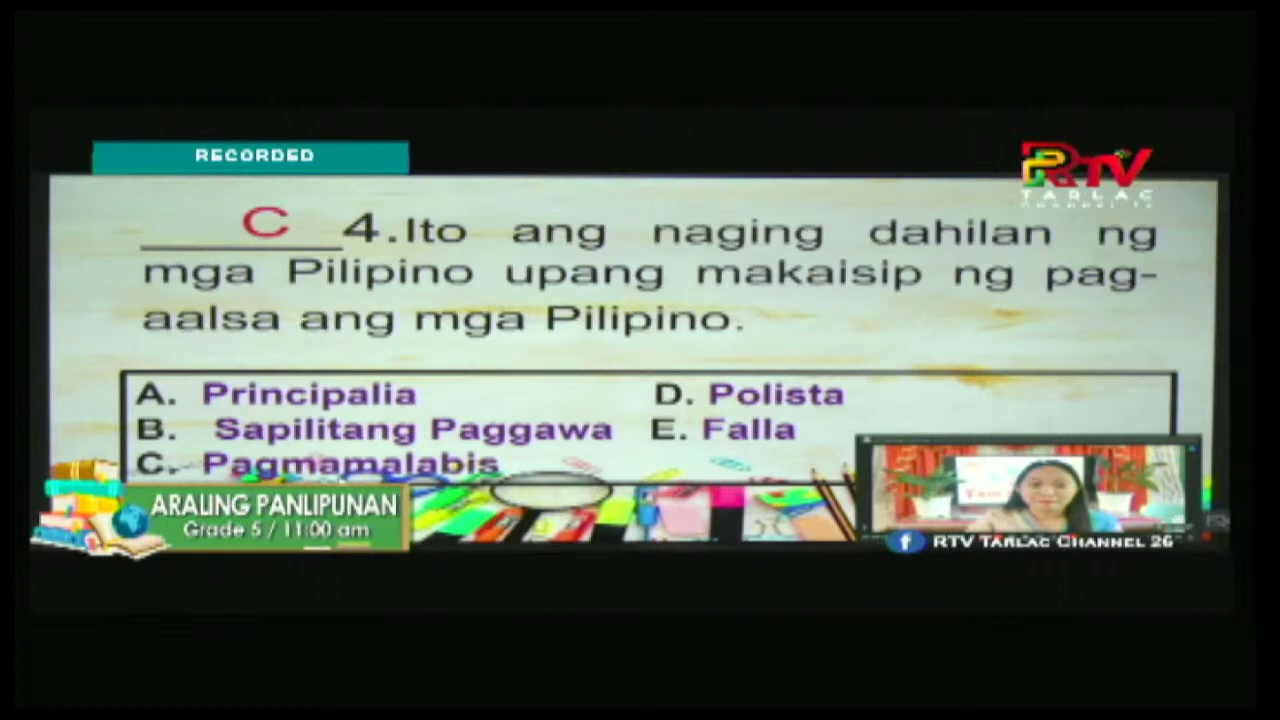 RECORDED
RTV
TARLAC
C 4.Ito ang naging dahilan ng
mga Pilipino upang makaisip ng pag-
aalsa ang mga Pilipino.
A. Principalia
D. Polista
B. Sapilitang Paggawa
E. Falla
C. Pagmamalabis
ARALING PANLIPUNAN
Grade 5 / 11:00 am
f RTV TARLAC CHANNEL 26